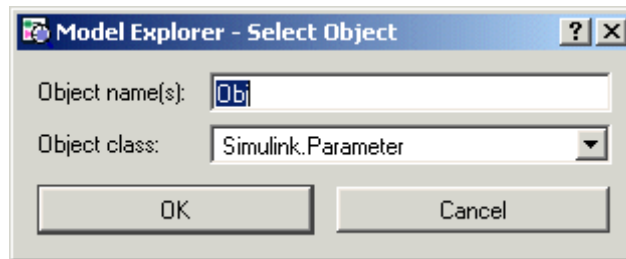 Model Explorer - Select Object
Object name(s): Obj
Object class: Simulink.Parameter
OK Cancel